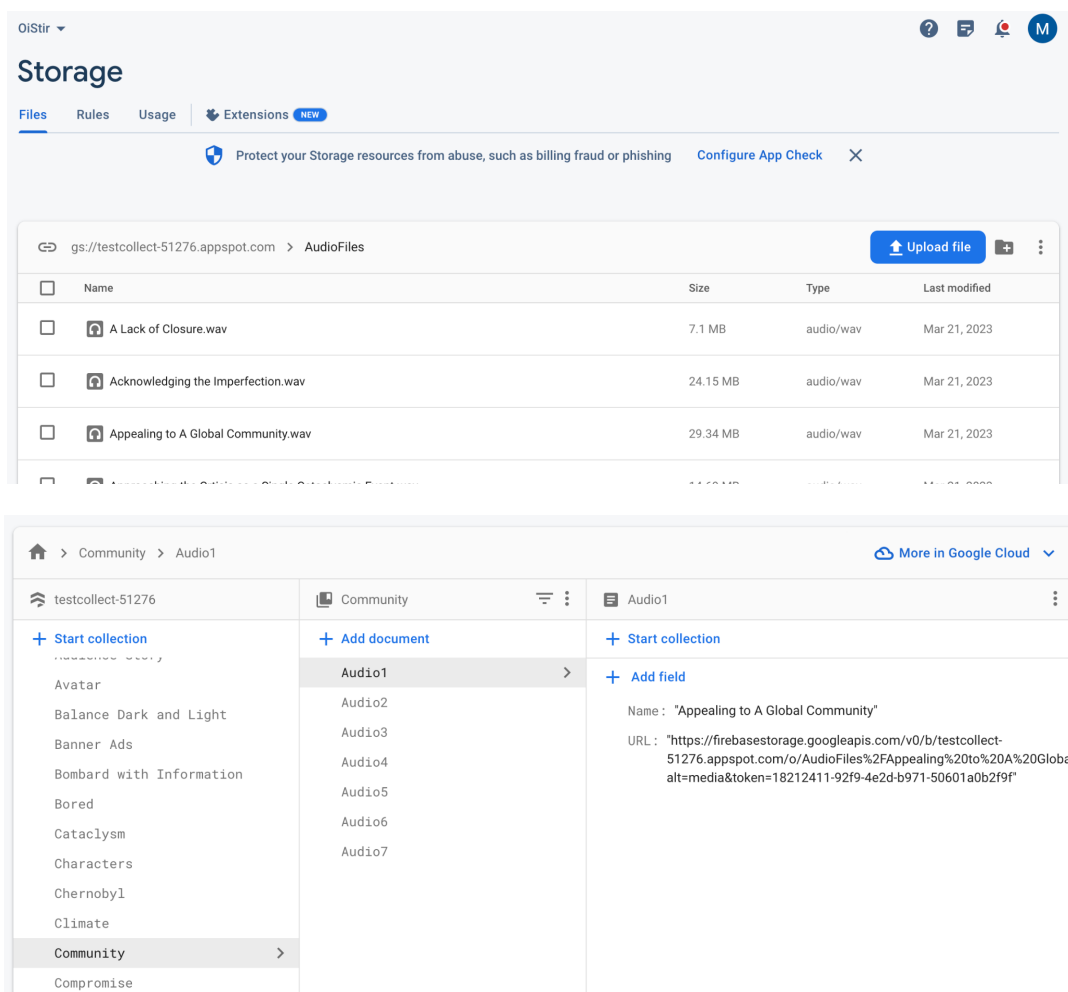 OiStir
M
Storage
Files Rules Usage Extensions NEW
Protect your Storage resources from abuse, such as billing fraud or phishing Configure App Check
gs://testcollect-51276.appspot.com > AudioFiles Upload file
Name Size Type Last modified
A Lack of Closure.wav 7.1 MB audio/wav Mar 21, 2023
Acknowledging the Imperfection.wav 24.15 MB audio/wav Mar 21, 2023
Appealing to A Global Community.wav 29.34 MB audio/wav Mar 21, 2023
Community > Audio1 More in Google Cloud
testcollect-51276 Community Audio1
+ Start collection + Add document + Start collection
Audio1
+ Add field
Avatar
Audio2
Name: "Appealing to A Global Community"
Balance Dark and Light
Audio3
URL: "https://firebasestorage.googleapis.com/v0/b/testcollect-
Banner Ads
51276.appspot.com/o/AudioFiles%2FAppealing%20to%20A%20Globa
Audio4
Bombard with Information
alt=media&token=18212411-92f9-4e2d-b971-50601a0b2f9f"
Audio5
Bored
Audio6
Cataclysm
Audio7
Characters
Chernobyl
Climate
Community
Compromise